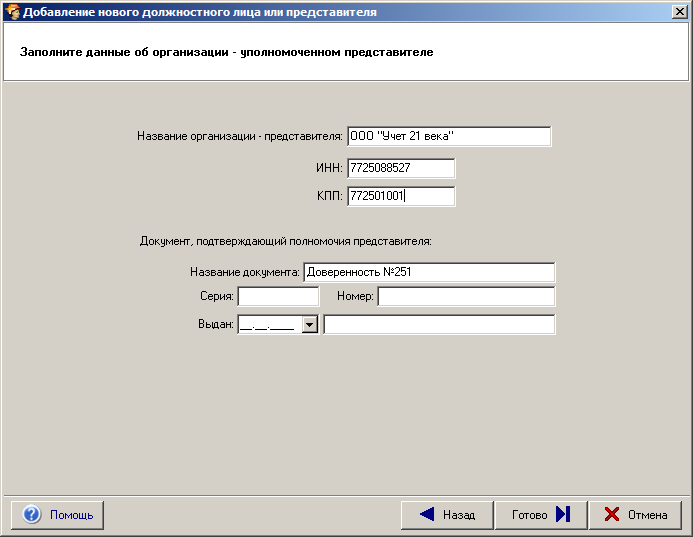 Добавление нового должностного лица или представителя
Заполните данные об организации - уполномоченном представителе
Название организации - представителя: ООО "Учет 21 века"
ИНН: 7725088527
КПП: 772501001
Документ, подтверждающий полномочия представителя:
Название документа: Доверенность №251
Серия: Номер:
Выдан: __.__.____
Помощь Назад Готово Отмена